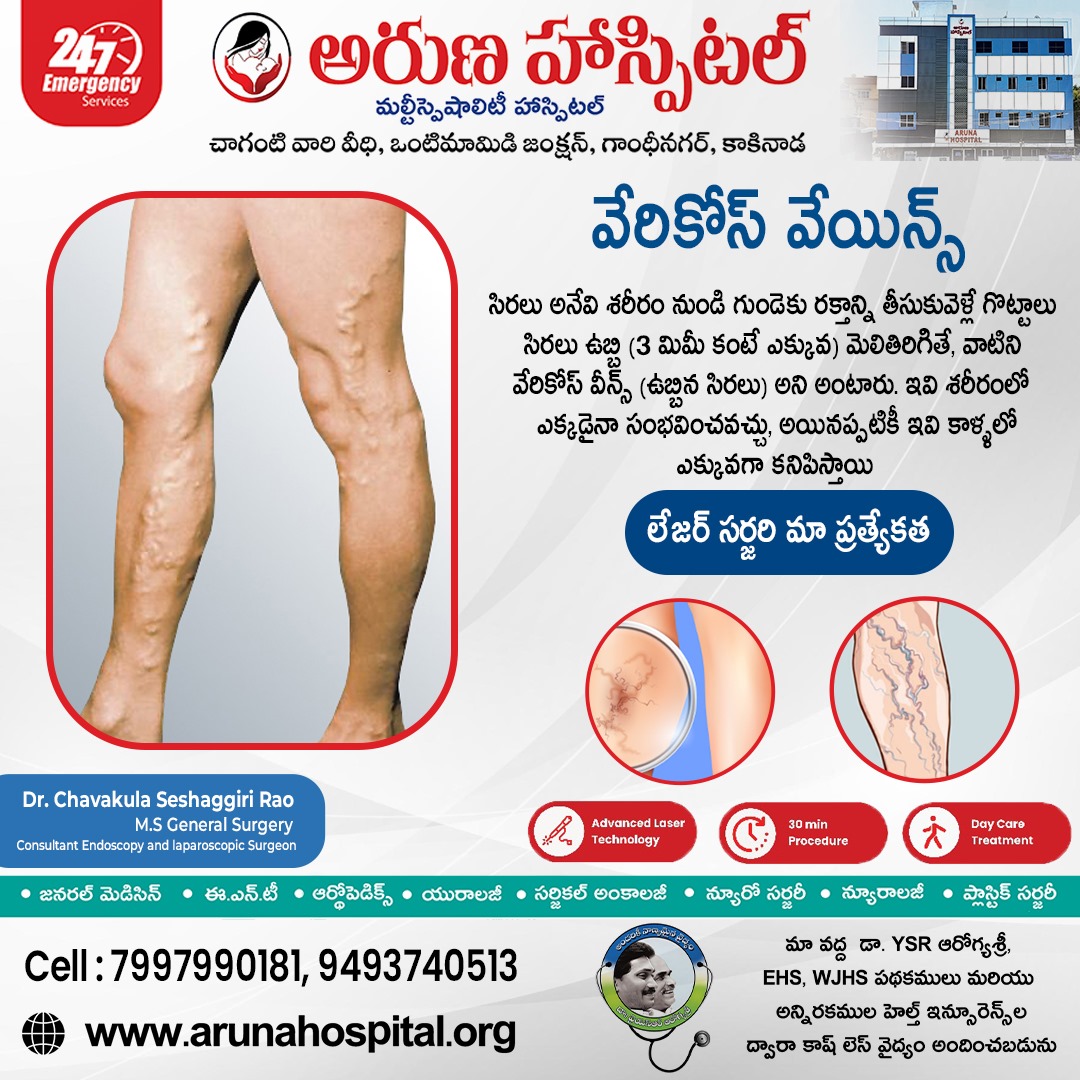 24/7
Emergency
Services
అరుణ హాస్పిటల్
మల్టీస్పెషాలిటీ హాస్పిటల్
చాగంటి వారి వీధి, ఒంటిమామిడి జంక్షన్, గాంధీనగర్, కాకినాడ
ARUNA
HOSPITAL
వేరికోస్ వేయిన్స్
సిరలు అనేవి శరీరం నుండి గుండెకు రక్తాన్ని తీసుకువెళ్లే గొట్టాలు
సిరలు ఉబ్బి (3 మిమీ కంటే ఎక్కువ) మెలితిరిగితే, వాటిని
వేరికోస్ వీన్స్ (ఉబ్బిన సిరలు) అని అంటారు. ఇవి శరీరంలో
ఎక్కడైనా సంభవించవచ్చు, అయినప్పటికీ ఇవి కాళ్ళలో
ఎక్కువగా కనిపిస్తాయి
లేజర్ సర్జరి మా ప్రత్యేకత
Dr. Chavakula Seshaggiri Rao
M.S General Surgery
Consultant Endoscopy and laparoscopic Surgeon
Advanced Laser
Technology
30 min
Procedure
Day Care
Treatment
• జనరల్ మెడిసిన్ • ఈ.ఎన్.టీ • ఆర్థోపెడిక్స్ • యురాలజీ • సర్జికల్ అంకాలజీ • న్యూరో సర్జరీ • న్యూరాలజీ • ప్లాస్టిక్ సర్జరీ
Cell : 7997990181, 9493740513
www.arunahospital.org
మా వద్ద డా. YSR ఆరోగ్యశ్రీ,
EHS, WJHS పథకములు మరియు
అన్నిరకముల హెల్త్ ఇన్సూరెన్స్‌ల
ద్వారా కాష్ లెస్ వైద్యం అందించబడును